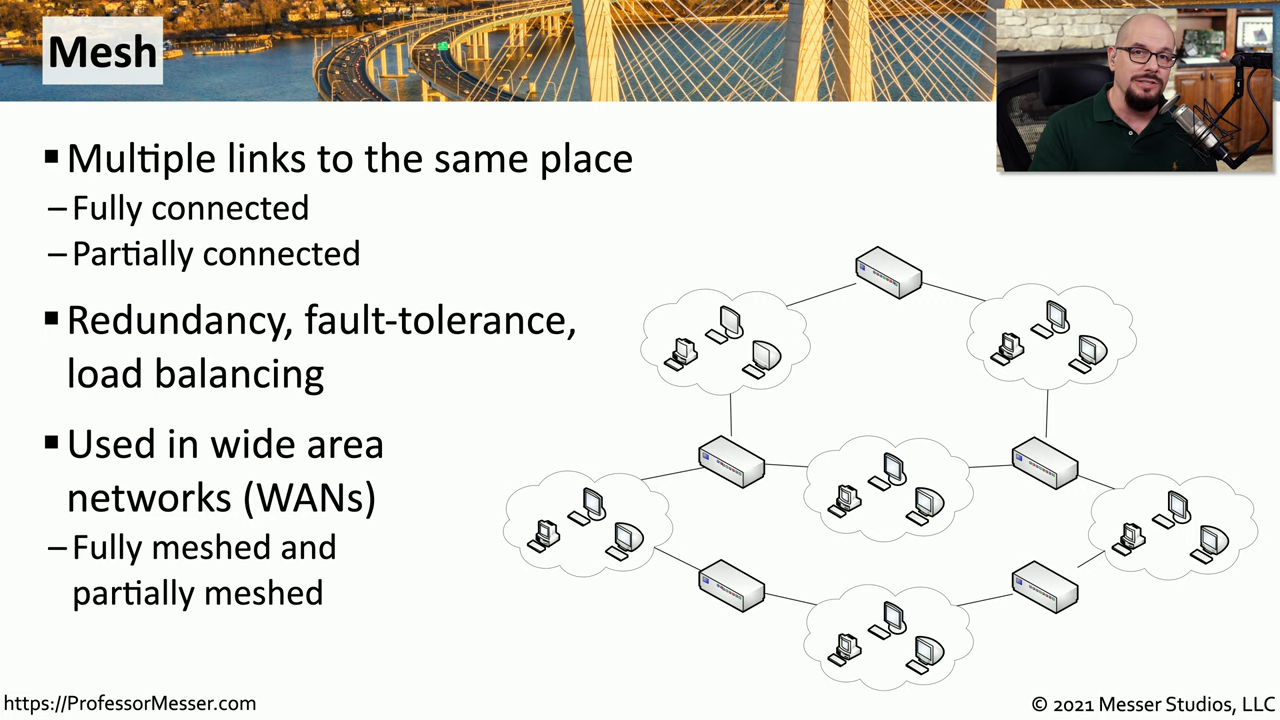 Mesh
▪ Multiple links to the same place
– Fully connected
– Partially connected
▪ Redundancy, fault-tolerance,
load balancing
▪ Used in wide area
networks (WANs)
– Fully meshed and
partially meshed
https://ProfessorMesser.com
© 2021 Messer Studios, LLC